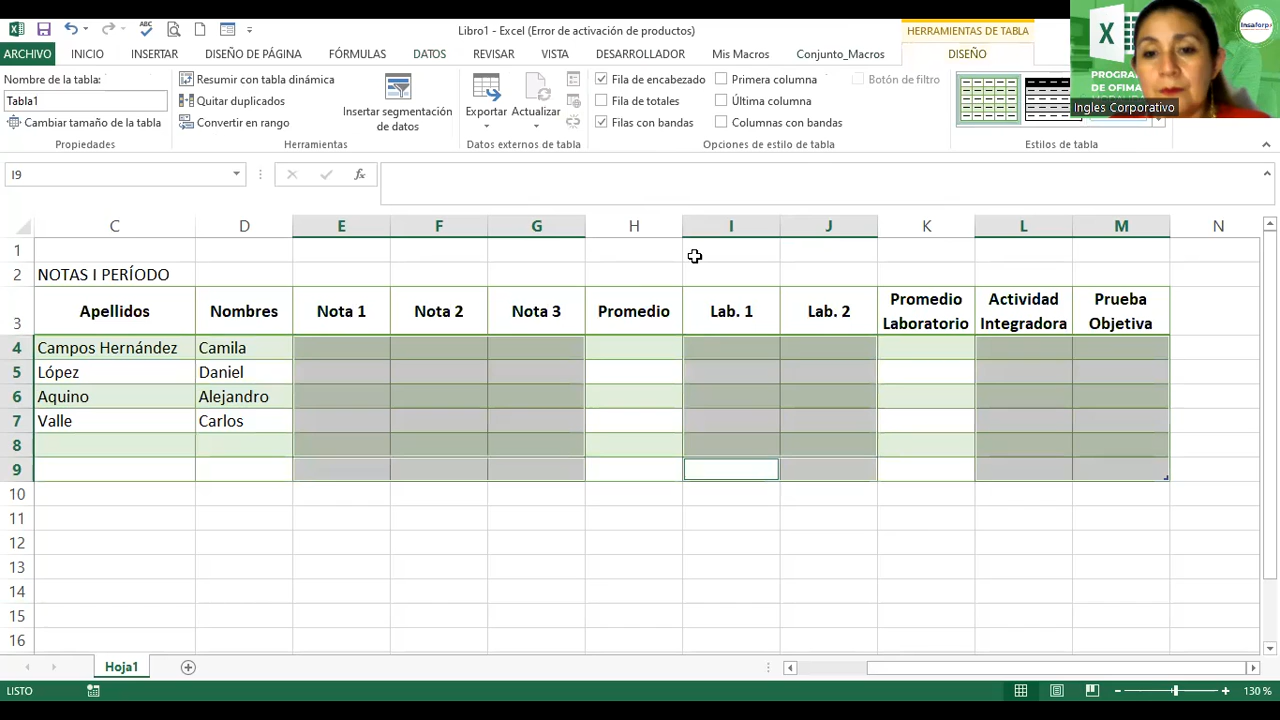 Libro1 - Excel (Error de activación de productos)
HERRAMIENTAS DE TABLA
ARCHIVO INICIO INSERTAR DISEÑO DE PÁGINA FÓRMULAS DATOS REVISAR VISTA DESARROLLADOR Mis Macros Conjunto_Macros DISEÑO
Nombre de la tabla:
Tabla1
Cambiar tamaño de la tabla
Propiedades
Resumir con tabla dinámica
Quitar duplicados
Convertir en rango
Insertar segmentación
de datos
Herramientas
Exportar Actualizar
Datos externos de tabla
Fila de encabezado Primera columna Botón de filtro
Fila de totales Última columna
Filas con bandas Columnas con bandas
Opciones de estilo de tabla
Estilos de tabla
Insaforp
Ingles Corporativo
I9
fx
C D E F G H I J K L M N
1
2 NOTAS I PERÍODO
3 Apellidos Nombres Nota 1 Nota 2 Nota 3 Promedio Lab. 1 Lab. 2 Promedio Laboratorio Actividad Integradora Prueba Objetiva
4 Campos Hernández Camila
5 López Daniel
6 Aquino Alejandro
7 Valle Carlos
8
9
10
11
12
13
14
15
16
Hoja1
LISTO
130 %